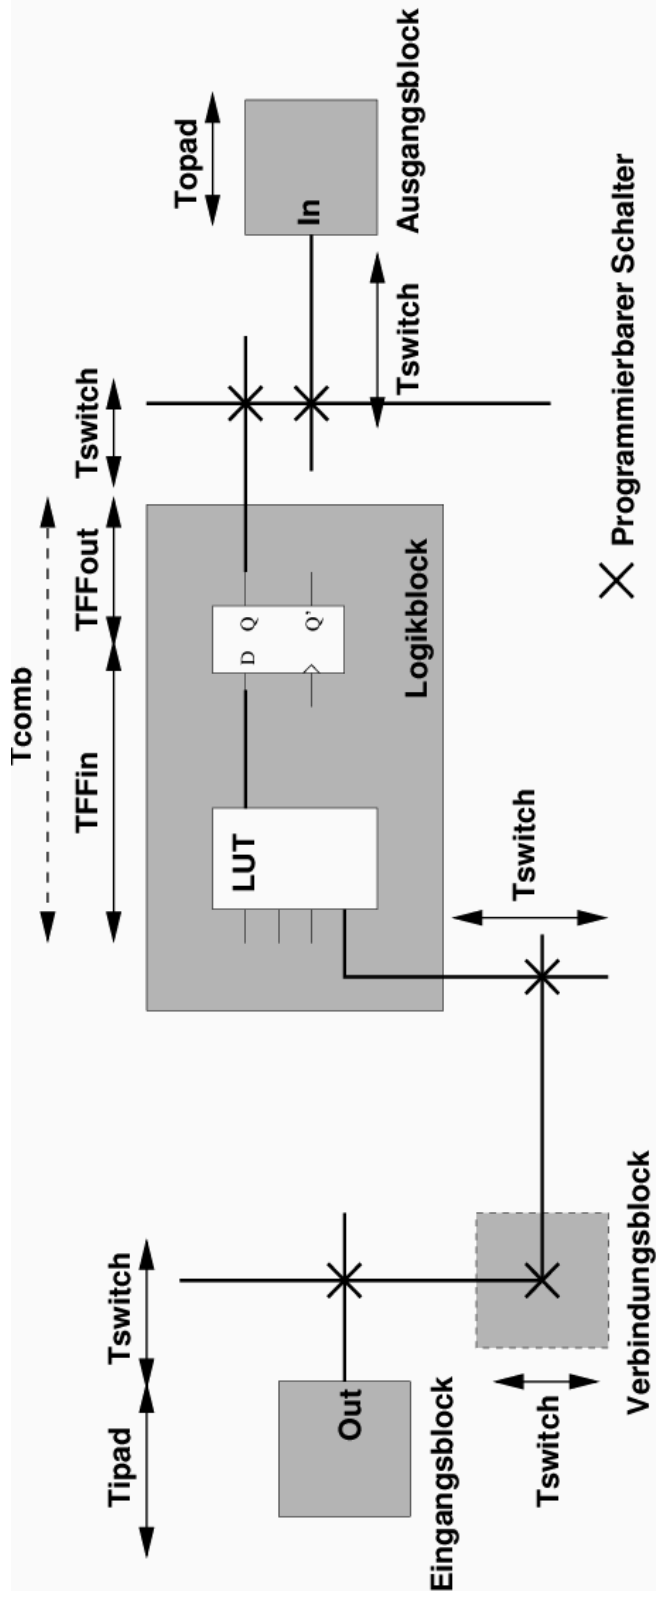 Tcomb
TFFin
TFFout
Tswitch
Topad
Tipad
Tswitch
LUT
D
Q
Q'
In
Out
Logikblock
Tswitch
Ausgangsblock
Eingangsblock
Tswitch
Tswitch
Verbindungsblock
Programmierbarer Schalter